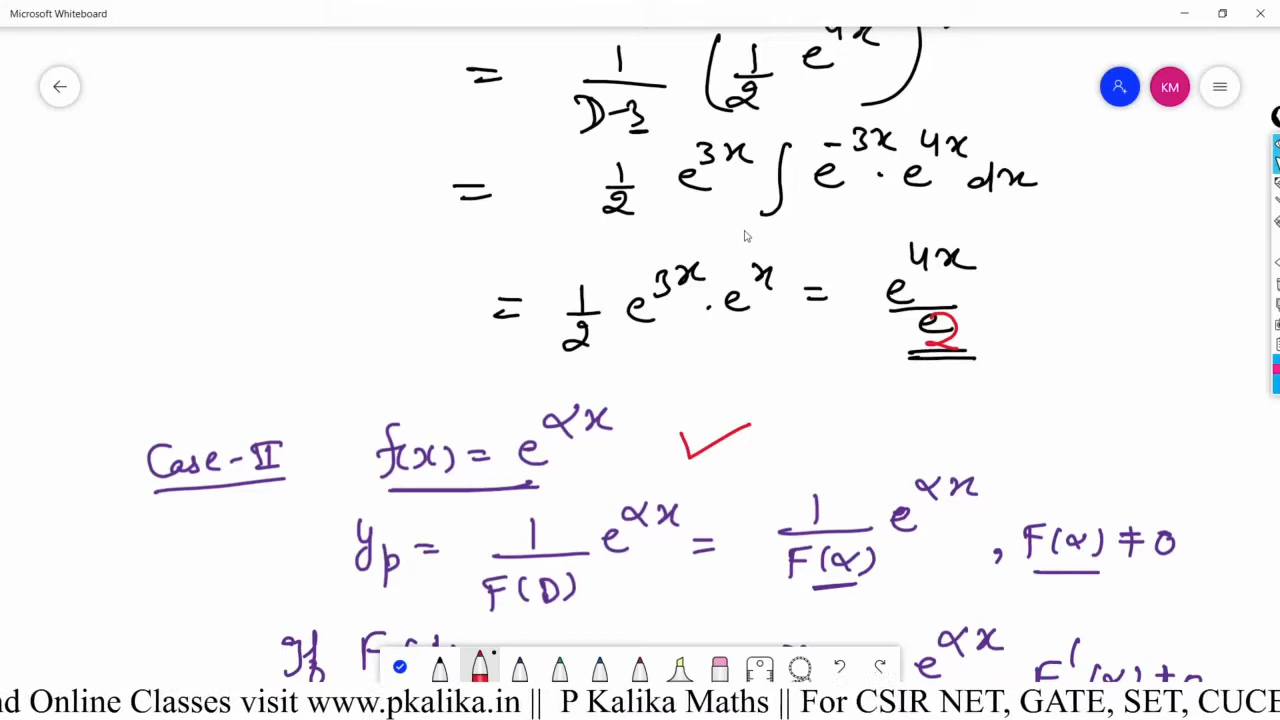 Microsoft Whiteboard
= 1/(D-3) (1/2 e^{4x})
KM
= 1/2 e^{3x} ∫ e^{-3x} · e^{4x} dx
= 1/2 e^{3x} · e^{x} = e^{4x}/2
Case-II f(x) = e^{αx} ✓
y_p = 1/F(D) e^{αx} = 1/F(α) e^{αx} , F(α) ≠ 0
If e^{αx}
nd Online Classes visit www.pkalika.in || P Kalika Maths || For CSIR NET, GATE, SET, CUCE